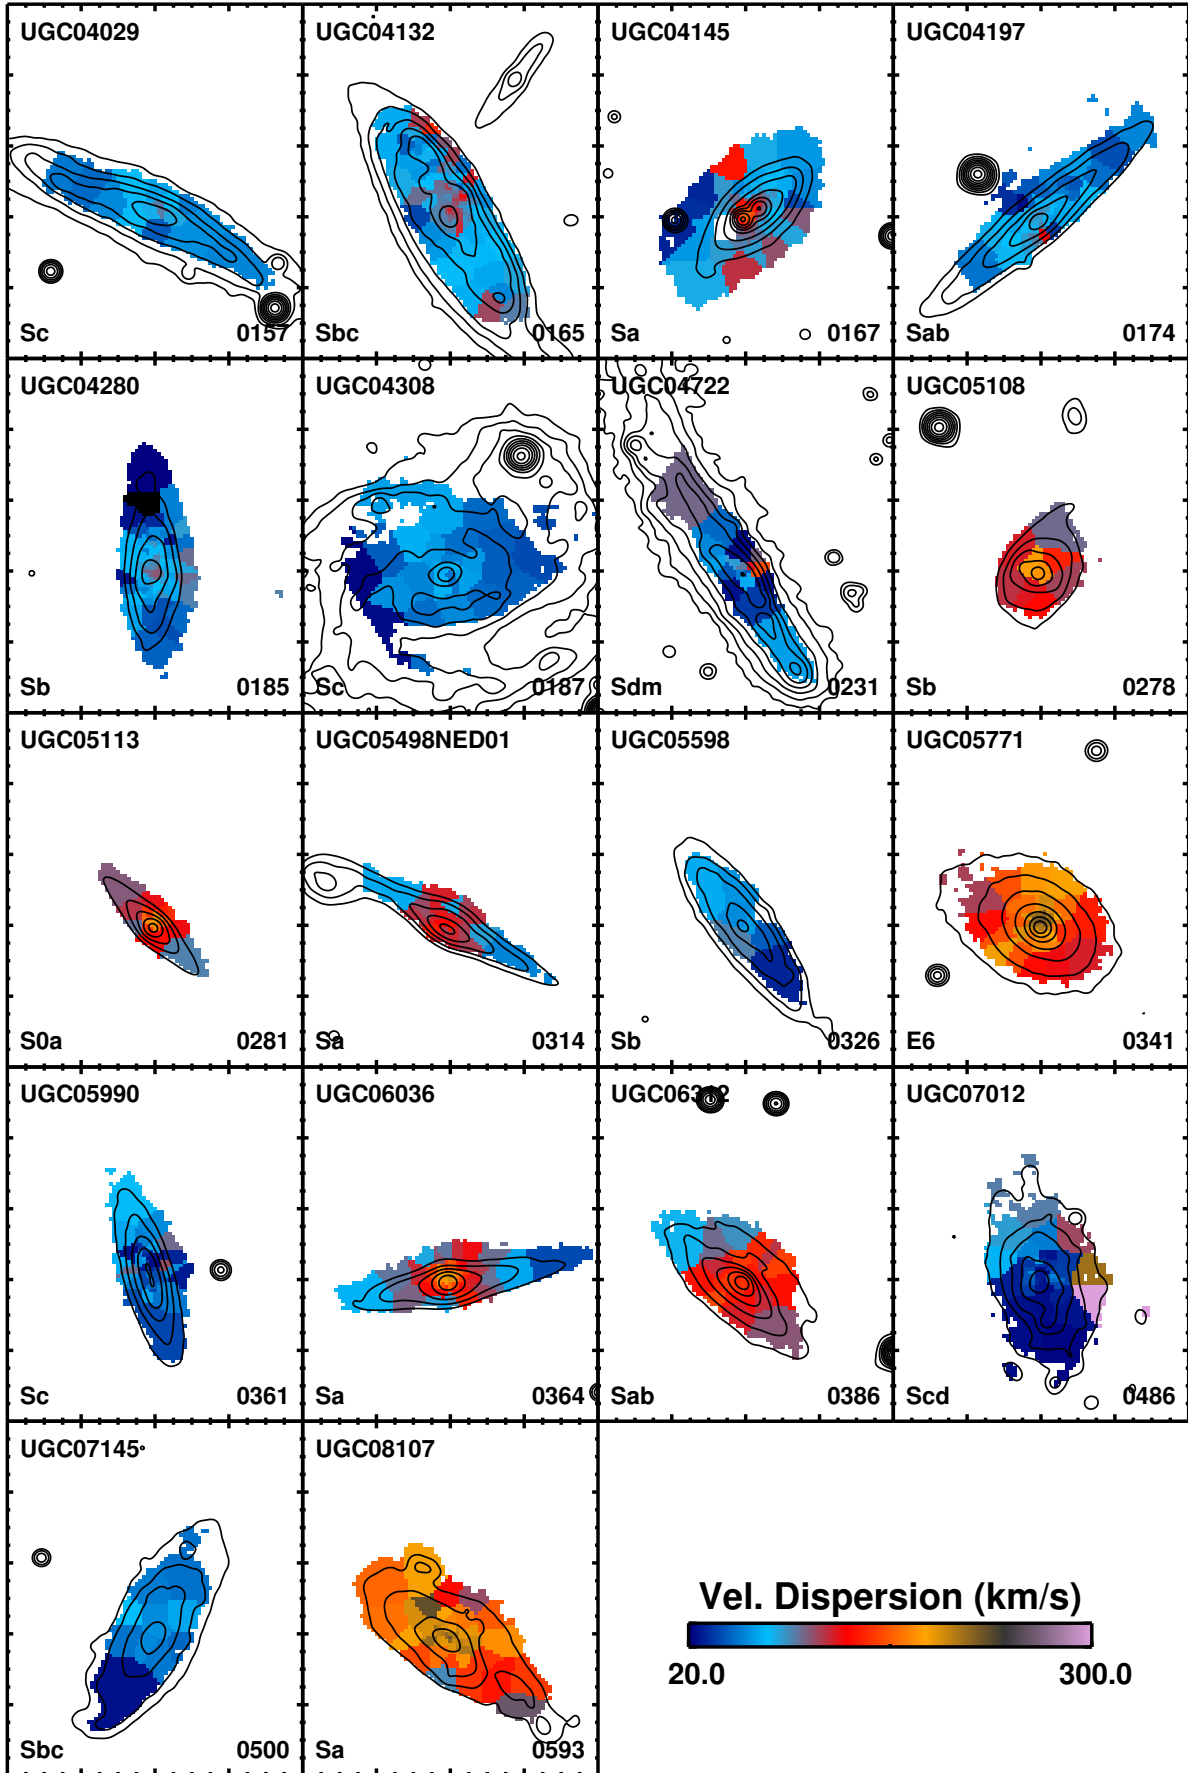 UGC04029 UGC04132 UGC04145 UGC04197
Sc 0157 Sbc 0165 Sa 0167 Sab 0174
UGC04280 UGC04308 UGC04722 UGC05108
Sb 0185 Sc 0187 Sdm 0231 Sb 0278
UGC05113 UGC05498NED01 UGC05598 UGC05771
S0a 0281 Sa 0314 Sb 0326 E6 0341
UGC05990 UGC06036 UGC07012
Sc 0361 Sa 0364 Sab 0386 Scd 0486
UGC07145 UGC08107
Vel. Dispersion (km/s)
20.0 300.0
Sbc 0500 Sa 0593